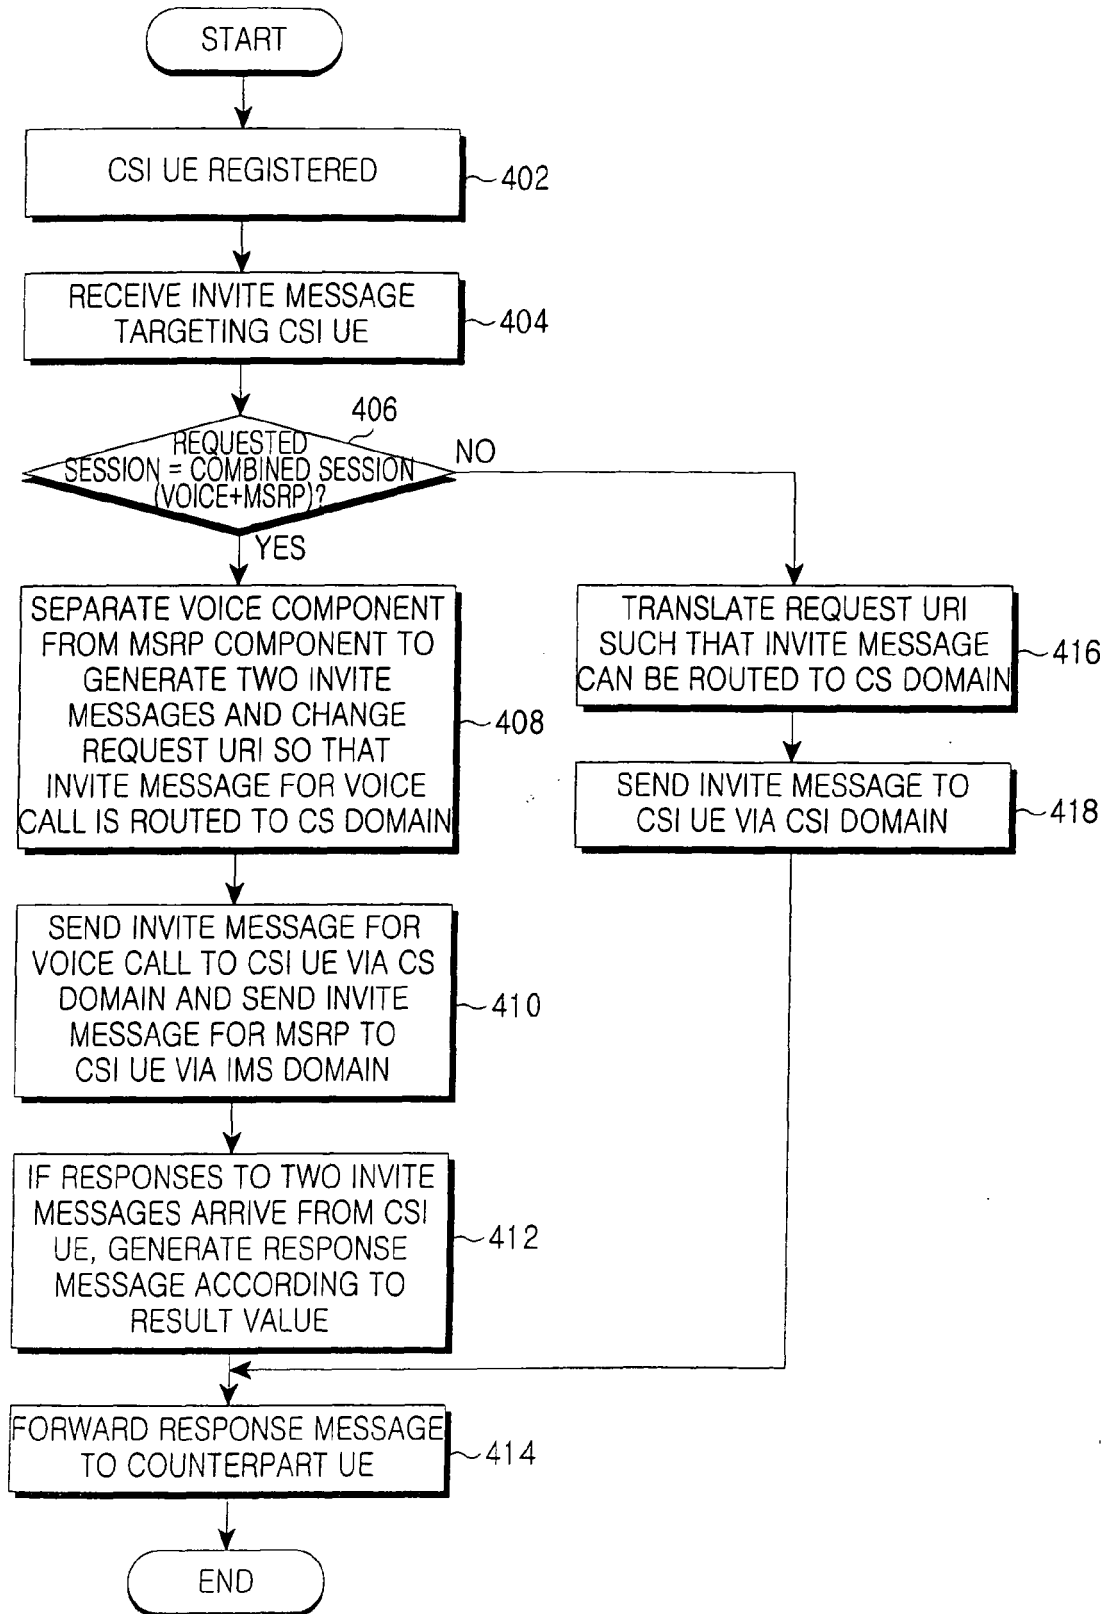 START
CSI UE REGISTERED
402
RECEIVE INVITE MESSAGE
TARGETING CSI UE
404
406
REQUESTED
SESSION = COMBINED SESSION
(VOICE+MSRP)?
NO
YES
SEPARATE VOICE COMPONENT
FROM MSRP COMPONENT TO
GENERATE TWO INVITE
MESSAGES AND CHANGE
REQUEST URI SO THAT
INVITE MESSAGE FOR VOICE
CALL IS ROUTED TO CS DOMAIN
408
TRANSLATE REQUEST URI
SUCH THAT INVITE MESSAGE
CAN BE ROUTED TO CS DOMAIN
416
SEND INVITE MESSAGE TO
CSI UE VIA CSI DOMAIN
418
SEND INVITE MESSAGE FOR
VOICE CALL TO CSI UE VIA CS
DOMAIN AND SEND INVITE
MESSAGE FOR MSRP TO
CSI UE VIA IMS DOMAIN
410
IF RESPONSES TO TWO INVITE
MESSAGES ARRIVE FROM CSI
UE, GENERATE RESPONSE
MESSAGE ACCORDING TO
RESULT VALUE
412
FORWARD RESPONSE MESSAGE
TO COUNTERPART UE
414
END